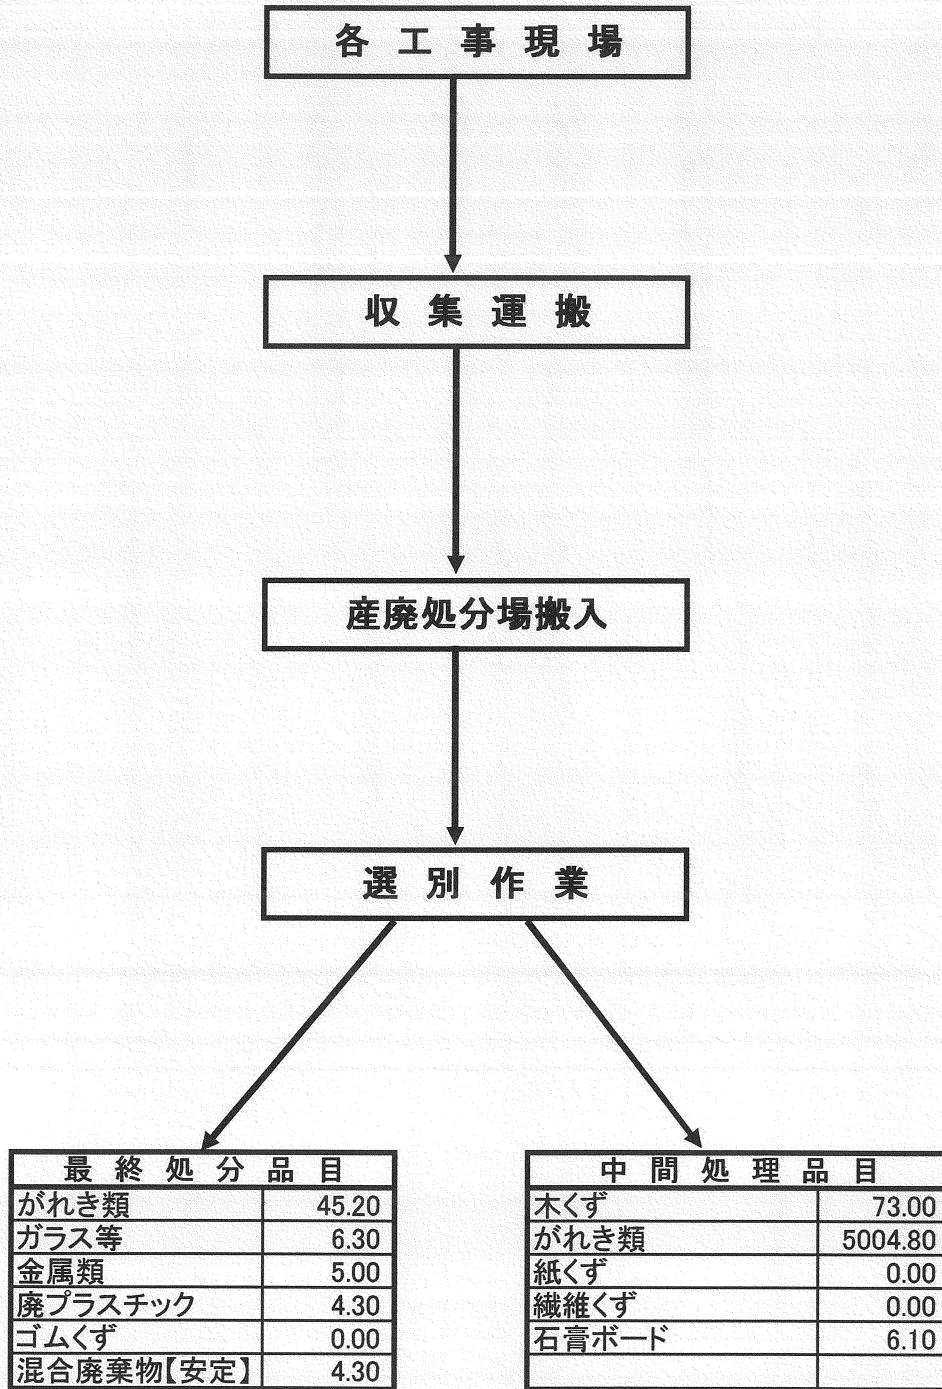 各工事現場
収集運搬
産廃処分場搬入
選別作業
最終処分品目
がれき類 45.20
ガラス等 6.30
金属類 5.00
廃プラスチック 4.30
ゴムくず 0.00
混合廃棄物【安定】 4.30
中間処理品目
木くず 73.00
がれき類 5004.80
紙くず 0.00
繊維くず 0.00
石膏ボード 6.10